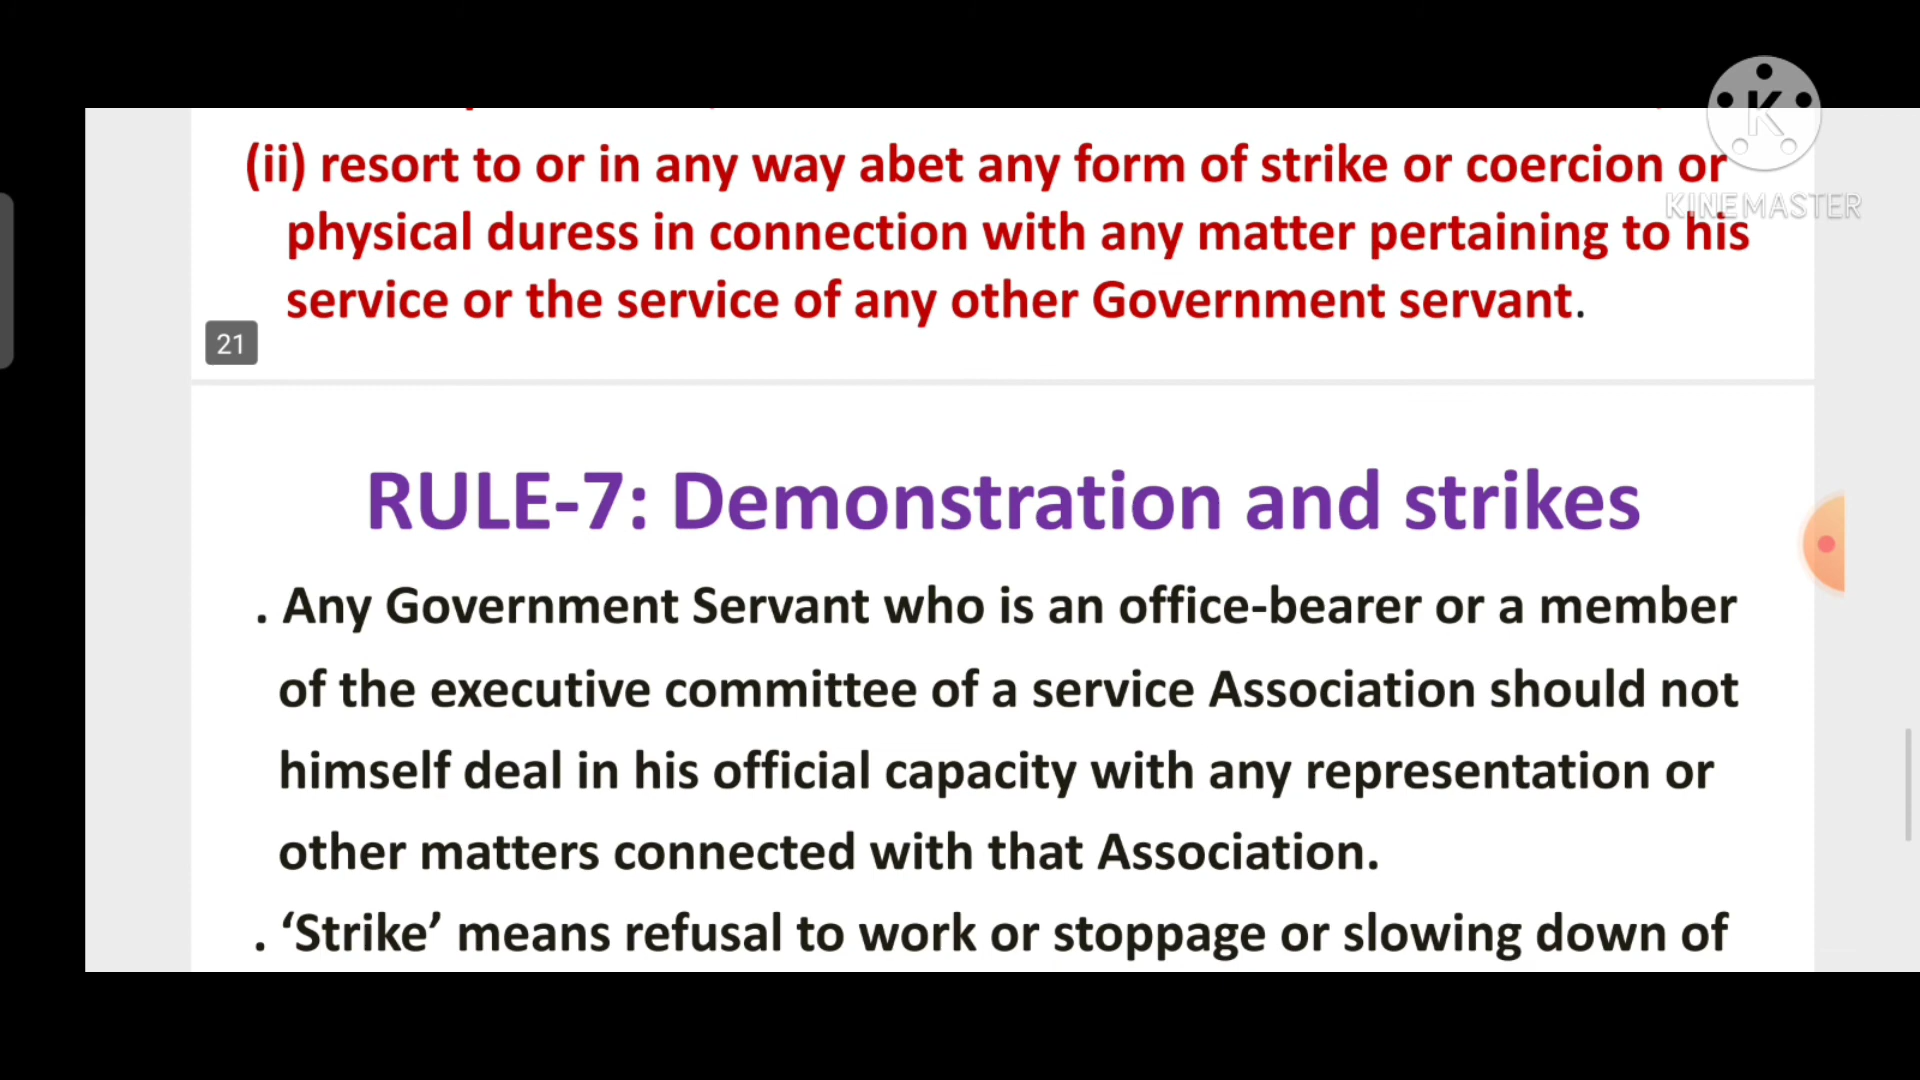 K
KINEMASTER
(ii) resort to or in any way abet any form of strike or coercion or
physical duress in connection with any matter pertaining to his
service or the service of any other Government servant.
21
RULE-7: Demonstration and strikes
. Any Government Servant who is an office-bearer or a member
of the executive committee of a service Association should not
himself deal in his official capacity with any representation or
other matters connected with that Association.
. ‘Strike’ means refusal to work or stoppage or slowing down of